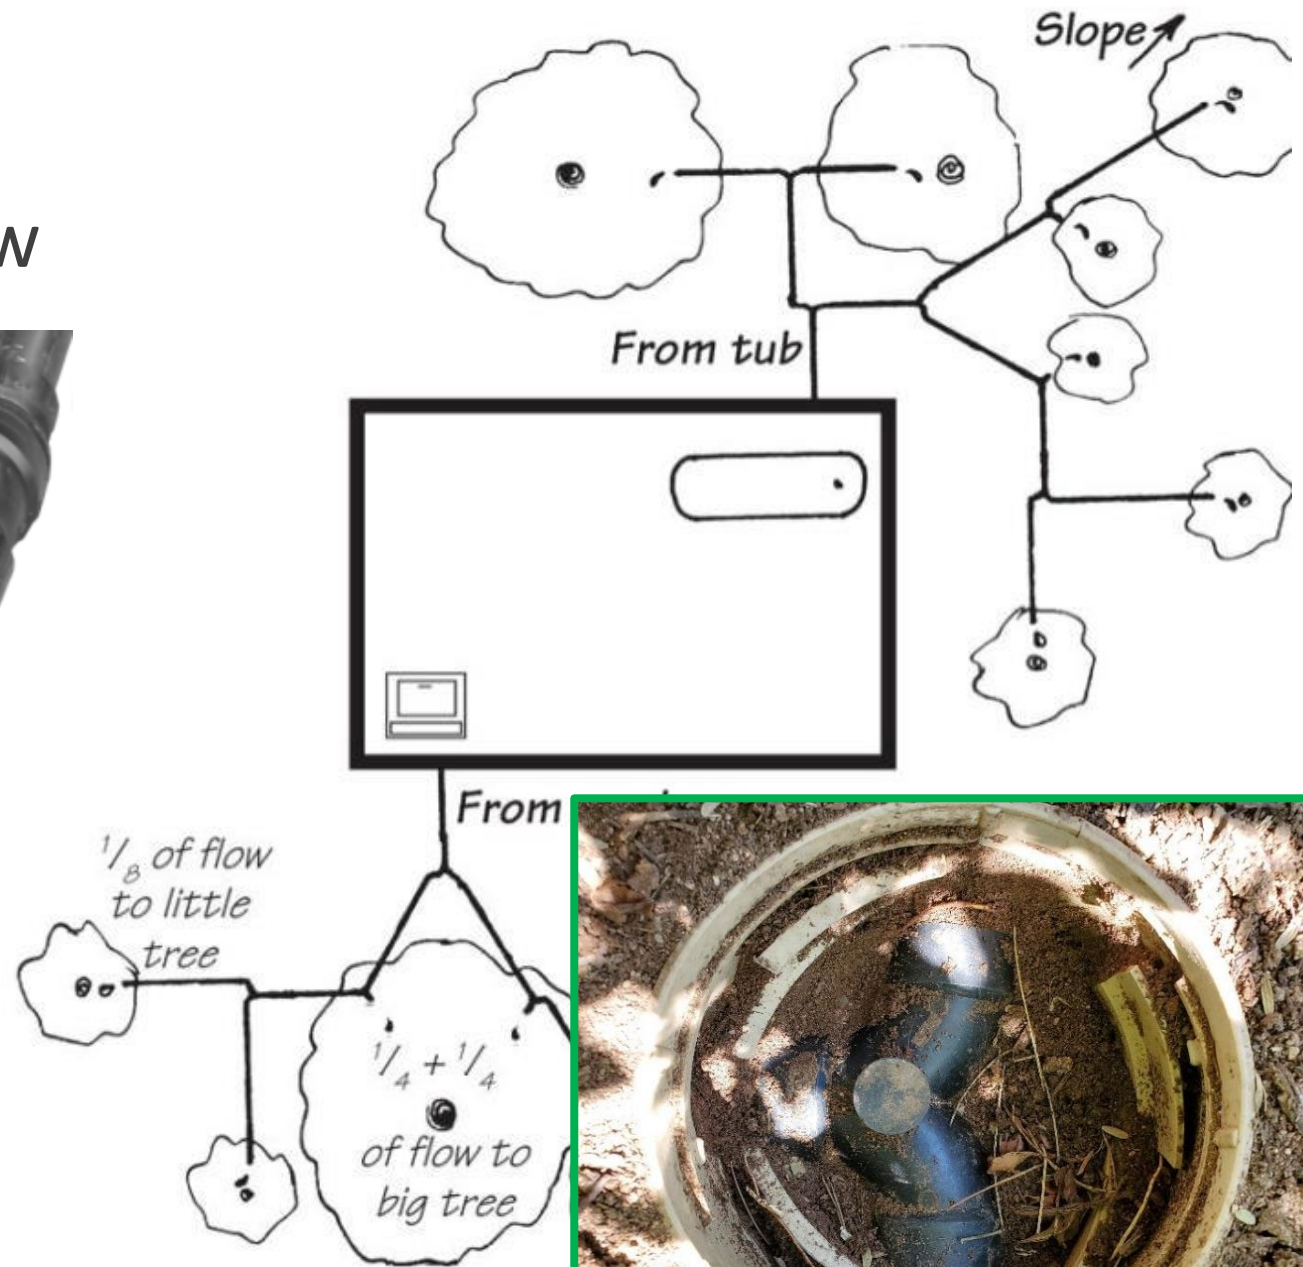 Slope
w
From tub
From
1/8 of flow
to little
tree
1/4 + 1/4
of flow to
big tree